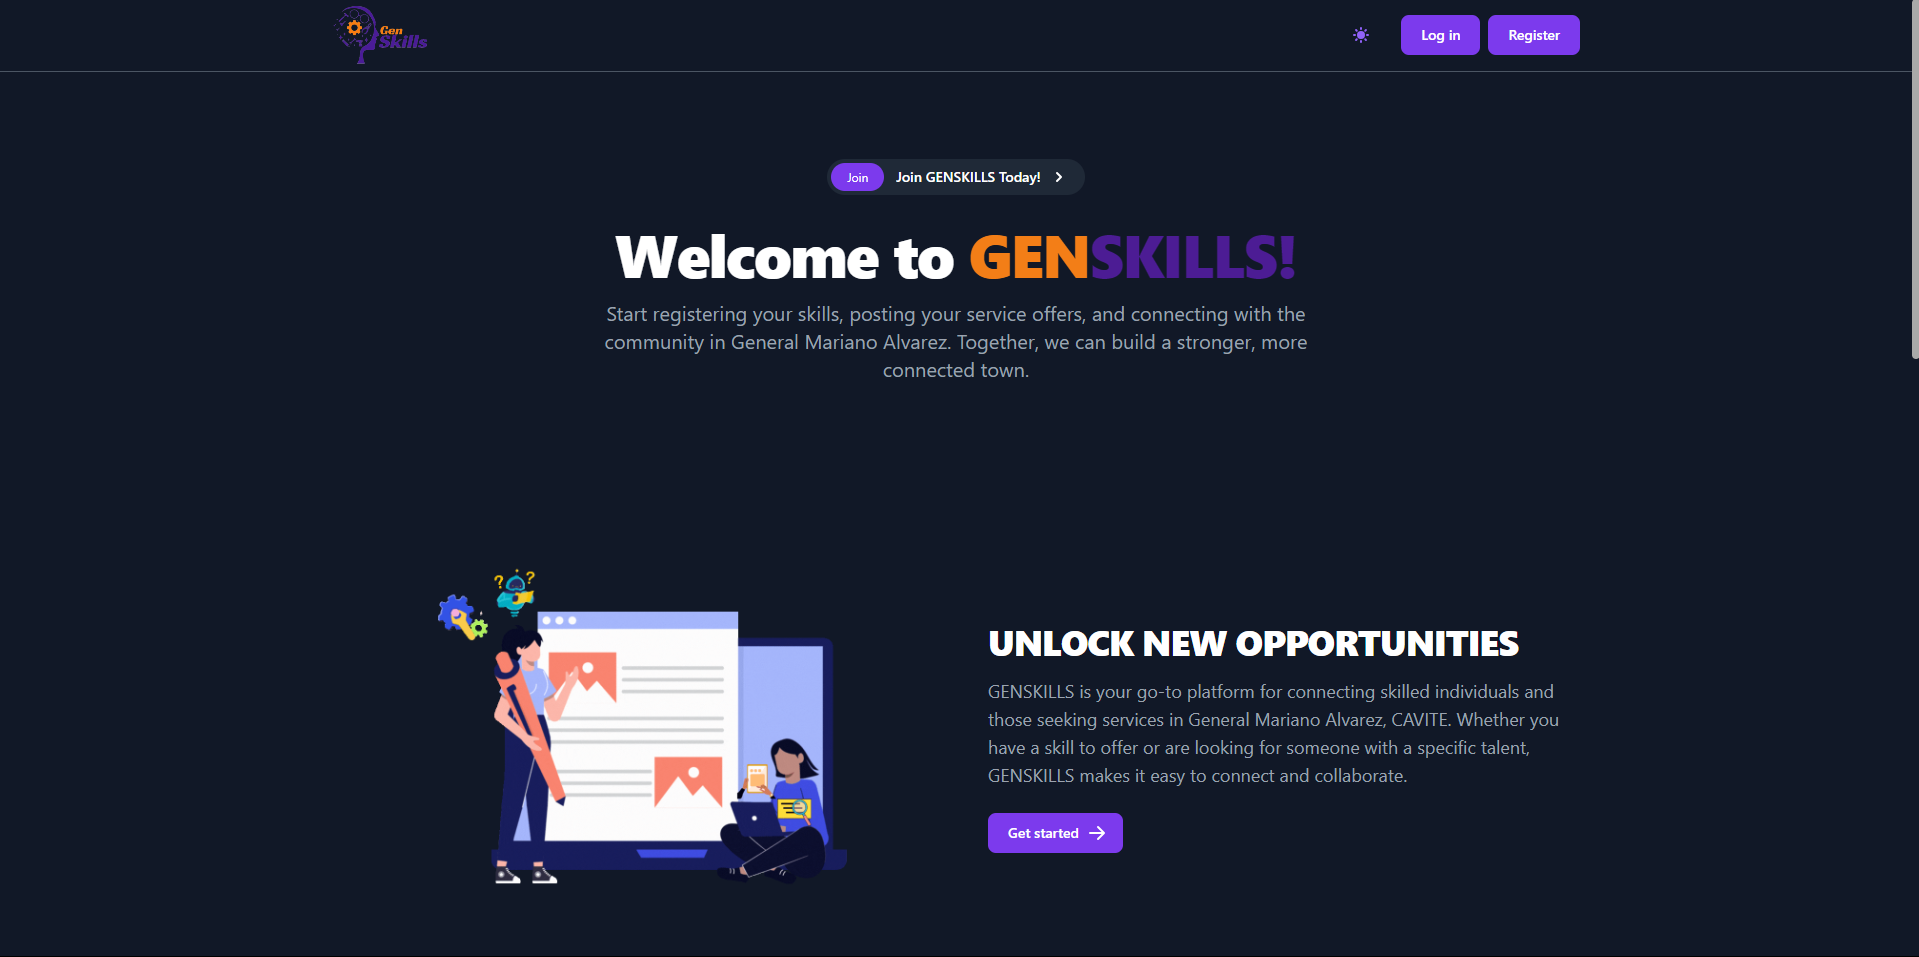 Gen
Skills
Log in
Register
Join
Join GENSKILLS Today!
Welcome to GENSKILLS!
Start registering your skills, posting your service offers, and connecting with the
community in General Mariano Alvarez. Together, we can build a stronger, more
connected town.
? ?
UNLOCK NEW OPPORTUNITIES
GENSKILLS is your go-to platform for connecting skilled individuals and
those seeking services in General Mariano Alvarez, CAVITE. Whether you
have a skill to offer or are looking for someone with a specific talent,
GENSKILLS makes it easy to connect and collaborate.
Get started